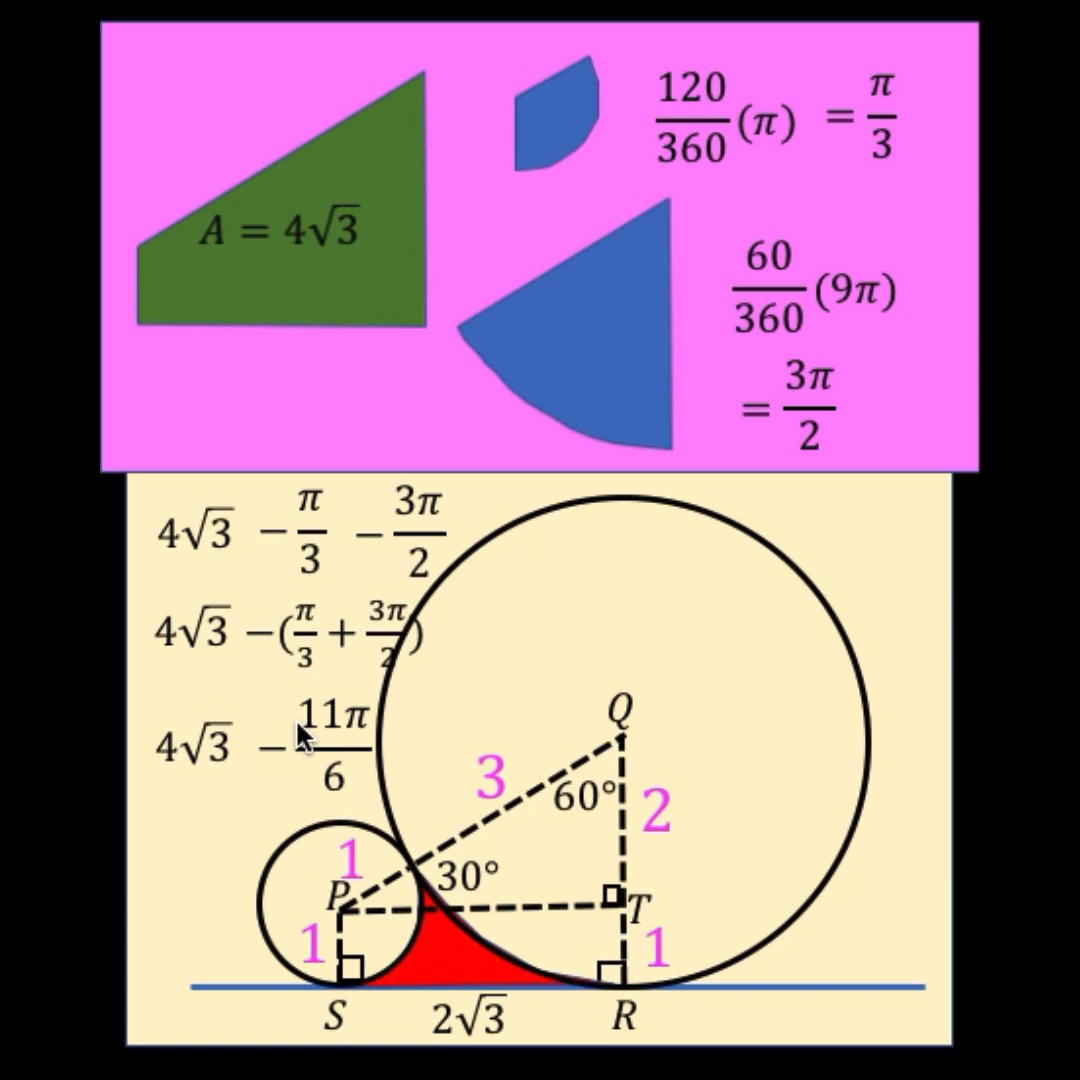 A = 4√3
120/360 (π) = π/3
60/360 (9π)
= 3π/2
4√3 − π/3 − 3π/2
4√3 −(π/3 + 3π/2)
4√3 − 11π/6
Q
3
60°
2
1
30°
P
T
1
1
S
2√3
R